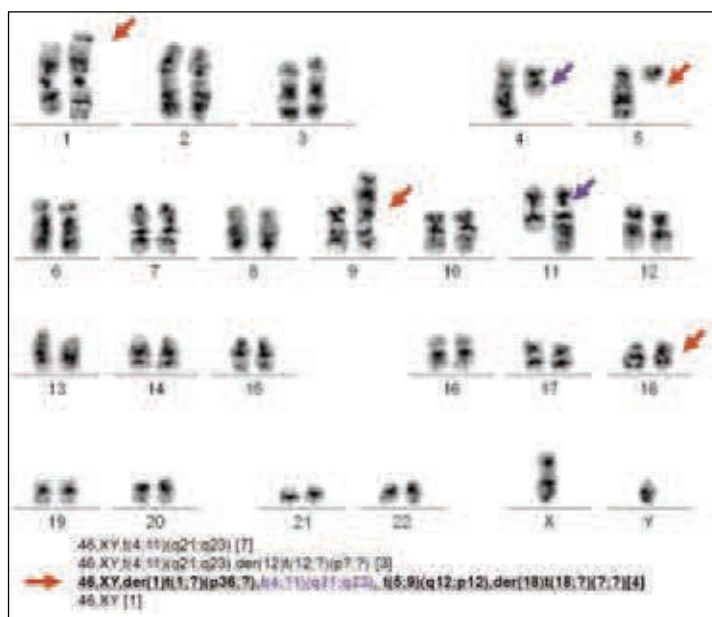 1 2 3 4 5
6 7 8 9 10 11 12
13 14 15 16 17 18
19 20 21 22 X Y
46,XY,t(4;11)(q21;q23) [7]
46,XY,t(4;11)(q21;q23),der(12)t(12;?)(p?;?) [3]
46,XY,der(1)t(1;?)(p36;?),t(4;11)(q21;q23), t(5;9)(q12;p12),der(18)t(18;?)(?;?)[4]
46,XY [1]